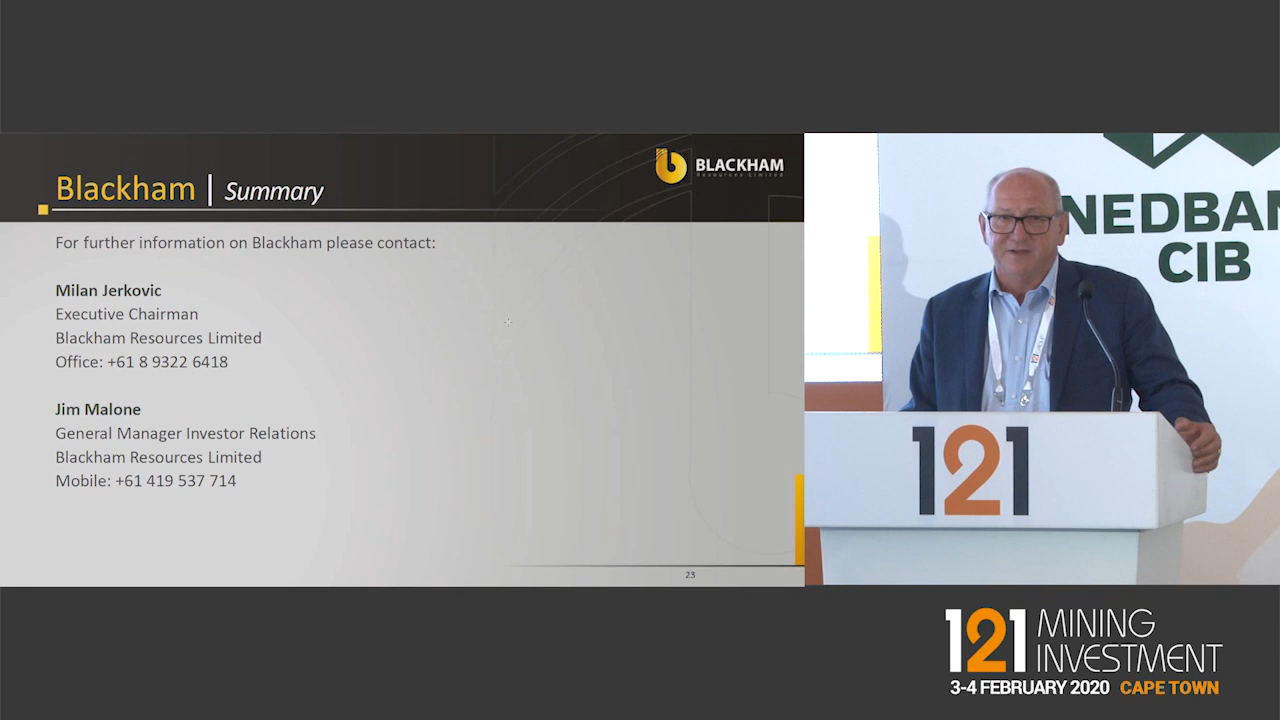 Blackham | Summary
BLACKHAM
Resources Limited
For further information on Blackham please contact:
Milan Jerkovic
Executive Chairman
Blackham Resources Limited
Office: +61 8 9322 6418
Jim Malone
General Manager Investor Relations
Blackham Resources Limited
Mobile: +61 419 537 714
23
NEDBAN
CIB
121
121 MINING
INVESTMENT
3-4 FEBRUARY 2020 CAPE TOWN